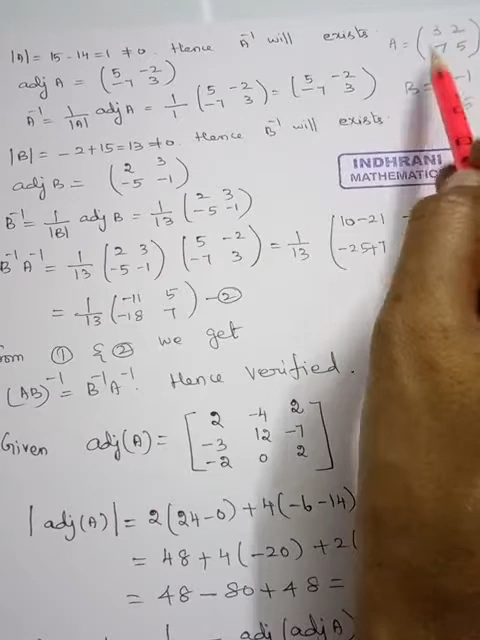 |A| = 15 - 14 = 1 ≠ 0. Hence A⁻¹ will exists. A = (3 2
7 5
adj A = (5 -2
-7 3)
A⁻¹ = 1/|A| adj A = 1/1 (5 -2
-7 3) = (5 -2
-7 3)
B = -1
|B| = -2 + 15 = 13 ≠ 0. Hence B⁻¹ will exists.
INDHRANI
MATHEMATIC
adj B = (2 3
-5 -1)
B⁻¹ = 1/|B| adj B = 1/13 (2 3
-5 -1)
B⁻¹ A⁻¹ = 1/13 (2 3
-5 -1) (5 -2
-7 3) = 1/13 (10-21
-25+7
= 1/13 (-11 5
-18 7) - ②
rom ① & ② we get
(AB)⁻¹ = B⁻¹A⁻¹. Hence verified.
Given adj(A) = [2 -4 2
-3 12 -7
-2 0 2]
|adj(A)| = 2(24-0) + 4(-6-14)
= 48 + 4(-20) + 2(
= 48 - 80 + 48 =
adj (adj A)